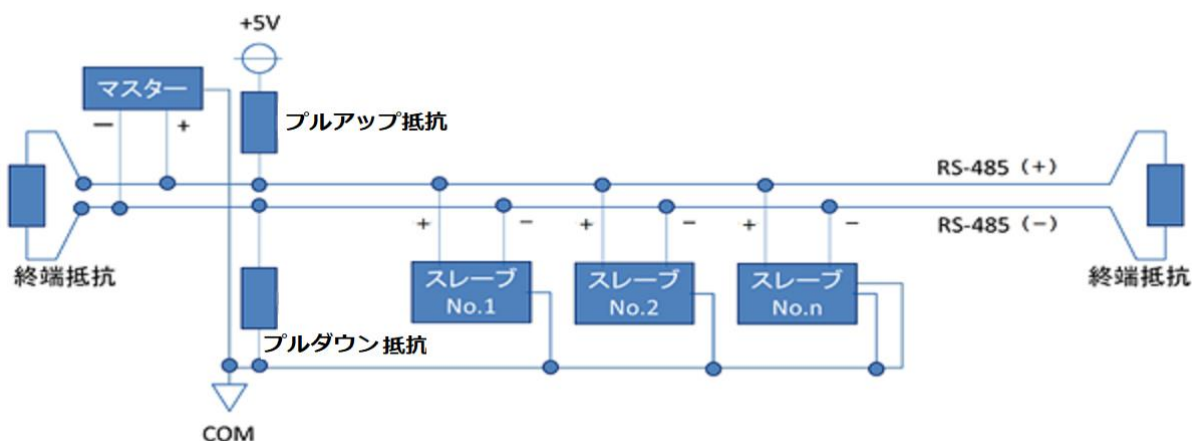 +5V
マスター
プルアップ抵抗
― +
RS-485（+）
RS-485（−）
+ − + − + −
終端抵抗
終端抵抗
スレーブ
No.1
スレーブ
No.2
スレーブ
No.n
プルダウン抵抗
COM